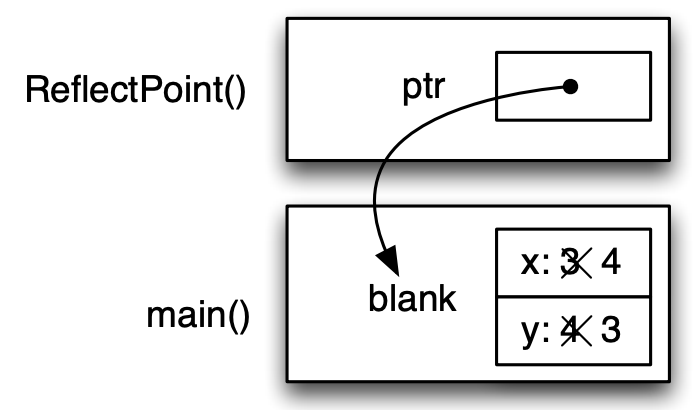 ReflectPoint()
ptr
main()
blank
x: 3 4
y: 4 3